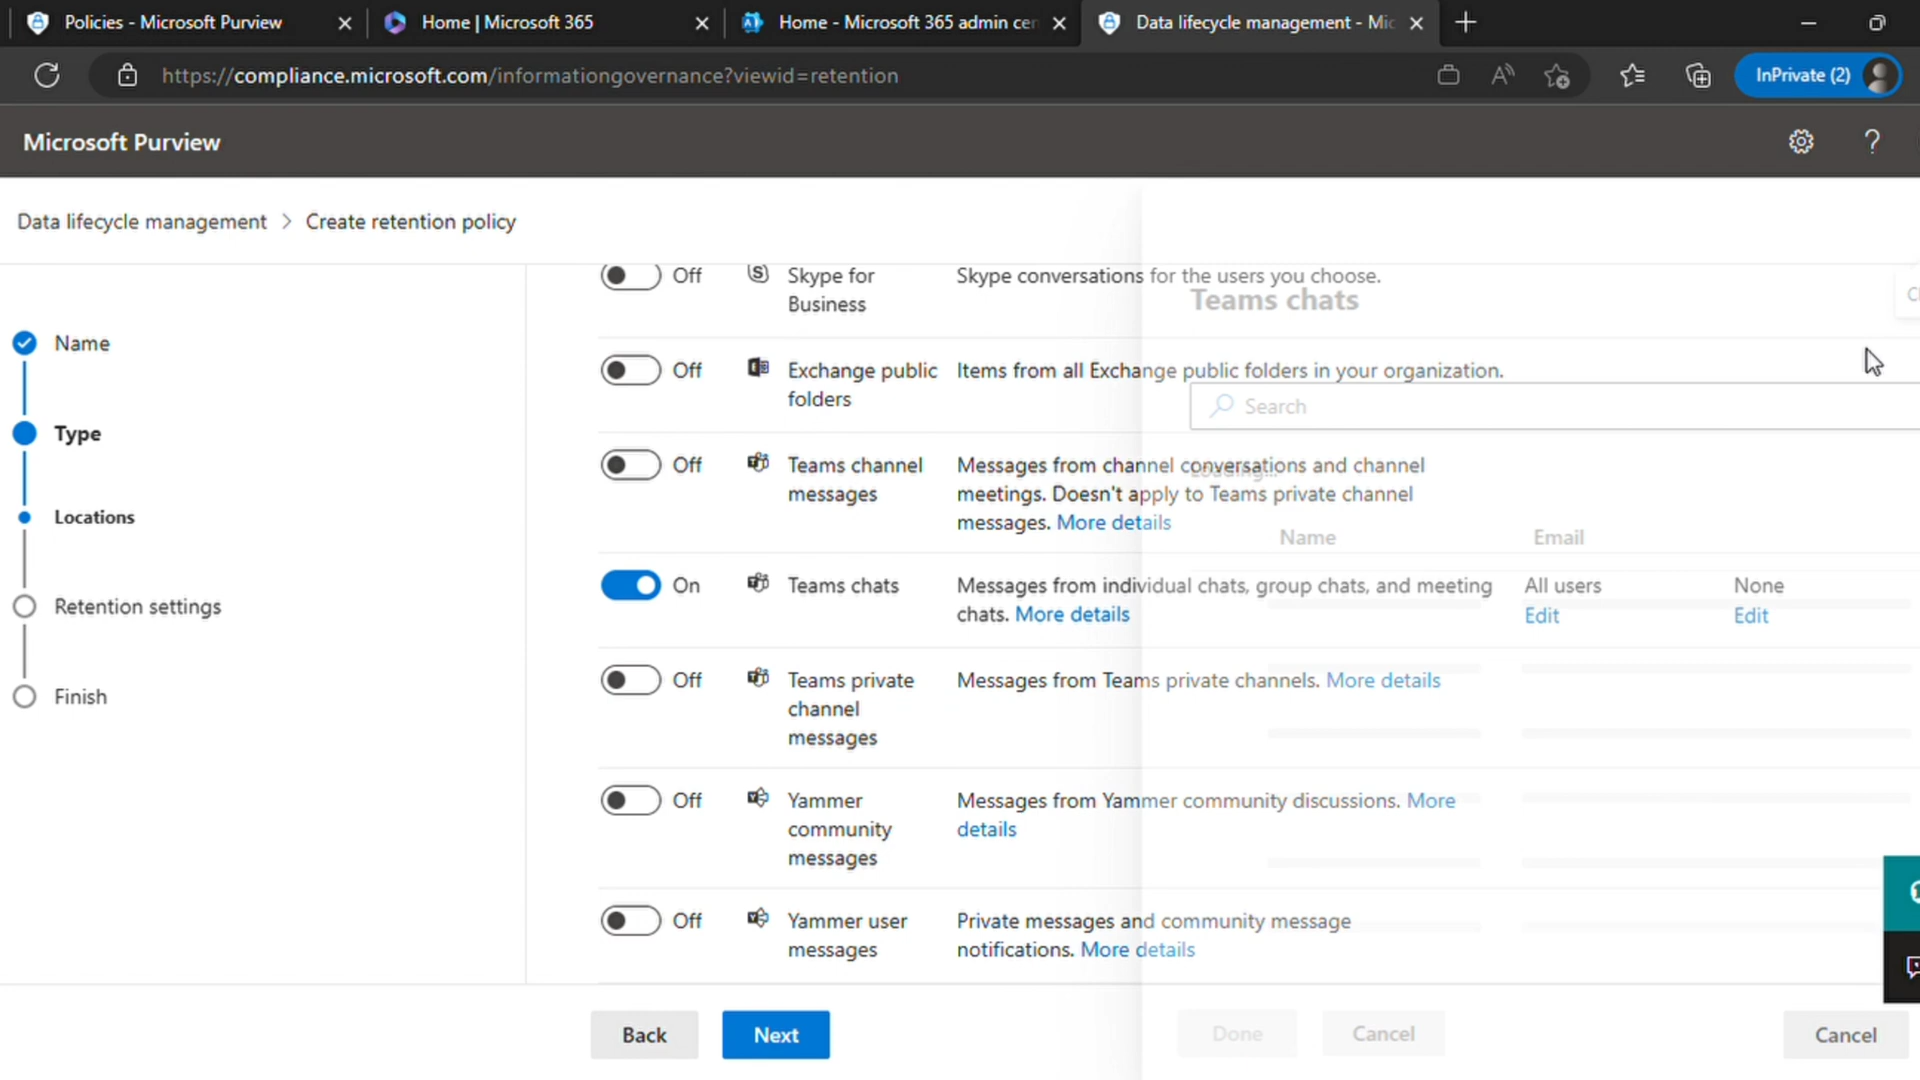 Policies - Microsoft Purview
Home | Microsoft 365
Home - Microsoft 365 admin cen
Data lifecycle management - Mic
https://compliance.microsoft.com/informationgovernance?viewid=retention
InPrivate (2)
Microsoft Purview
?
Data lifecycle management > Create retention policy
Name
Type
Locations
Retention settings
Finish
Off
Skype for
Business
Skype conversations for the users you choose.
Off
Exchange public
folders
Items from all Exchange public folders in your organization.
Off
Teams channel
messages
Messages from channel conversations and channel
meetings. Doesn't apply to Teams private channel
messages. More details
On
Teams chats
Messages from individual chats, group chats, and meeting
chats. More details
All users
Edit
None
Edit
Off
Teams private
channel
messages
Messages from Teams private channels. More details
Off
Yammer
community
messages
Messages from Yammer community discussions. More
details
Off
Yammer user
messages
Private messages and community message
notifications. More details
Teams chats
Search
Loading...
Name
Email
Back
Next
Done
Cancel
Cancel